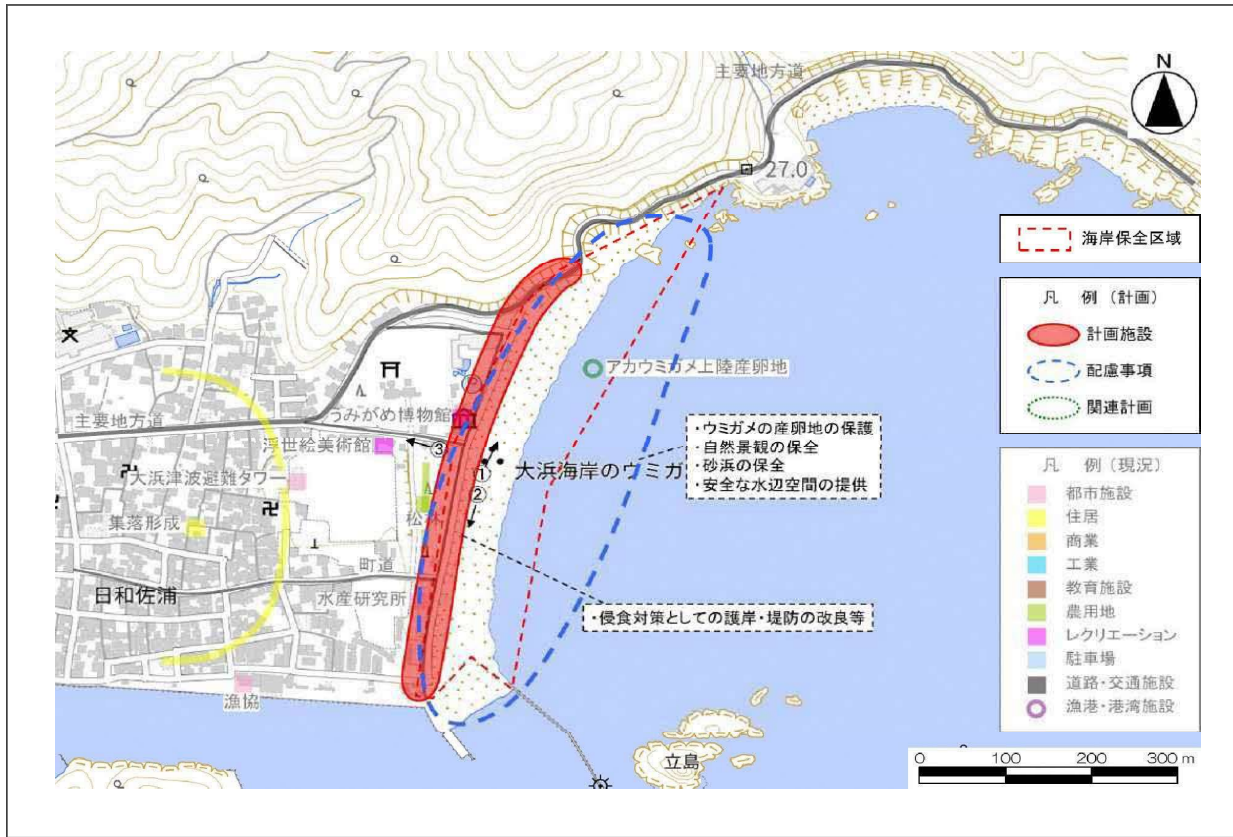 主要地方道
N
27.0
海岸保全区域
凡 例 (計画)
計画施設
配慮事項
関連計画
アカウミガメ上陸産卵地
うみがめ博物館
主要地方道
浮世絵美術館
③
・ウミガメの産卵地の保護
自然景観の保全
・砂浜の保全
・安全な水辺空間の提供
大浜海岸のウミガ
①
②
大浜津波避難タワー
集落形成
松
町道
日和佐浦
水産研究所
・侵食対策としての護岸・堤防の改良等
漁協
立島
凡 例 (現況)
都市施設
住居
商業
工業
教育施設
農用地
レクリエーション
駐車場
道路・交通施設
漁港・港湾施設
0 100 200 300 m